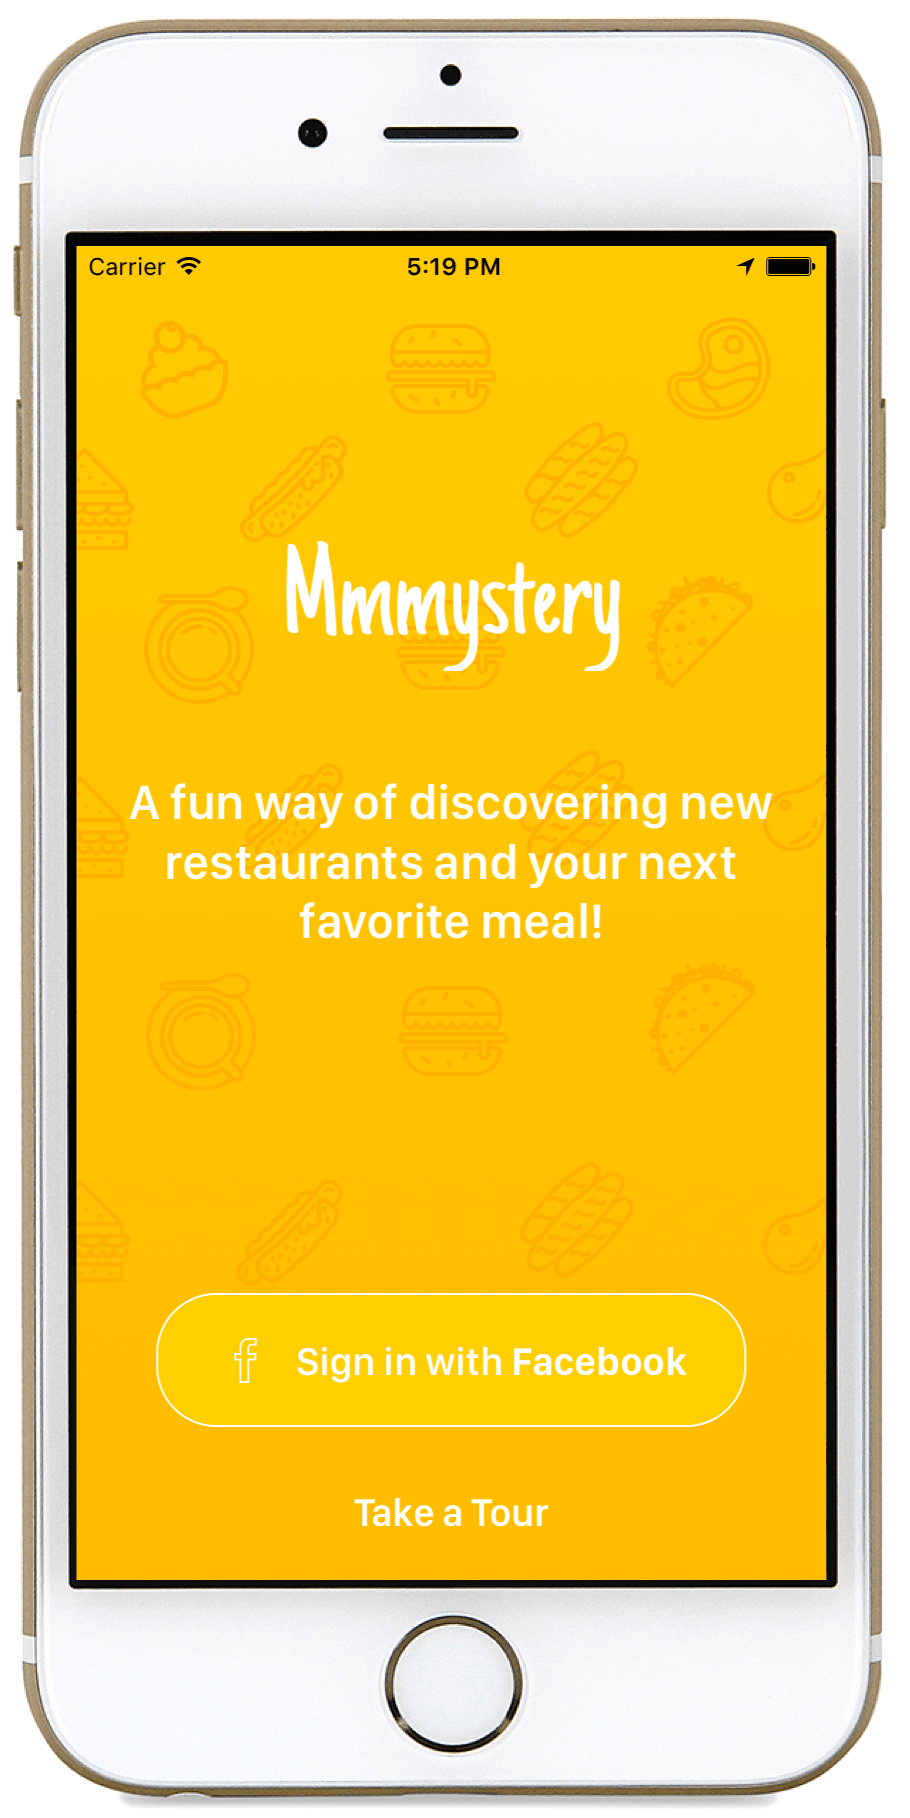 Carrier 5:19 PM
Mmmystery
A fun way of discovering new
restaurants and your next
favorite meal!
f Sign in with Facebook
Take a Tour